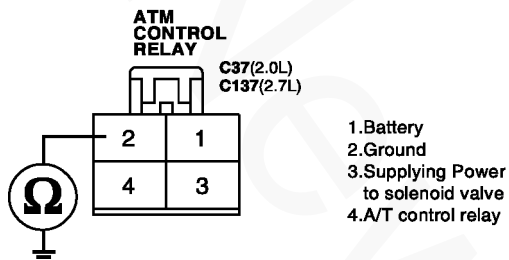 ATM
CONTROL
RELAY
C37(2.0L)
C137(2.7L)
2 1
4 3
Ω
1.Battery
2.Ground
3.Supplying Power
to solenoid valve
4.A/T control relay